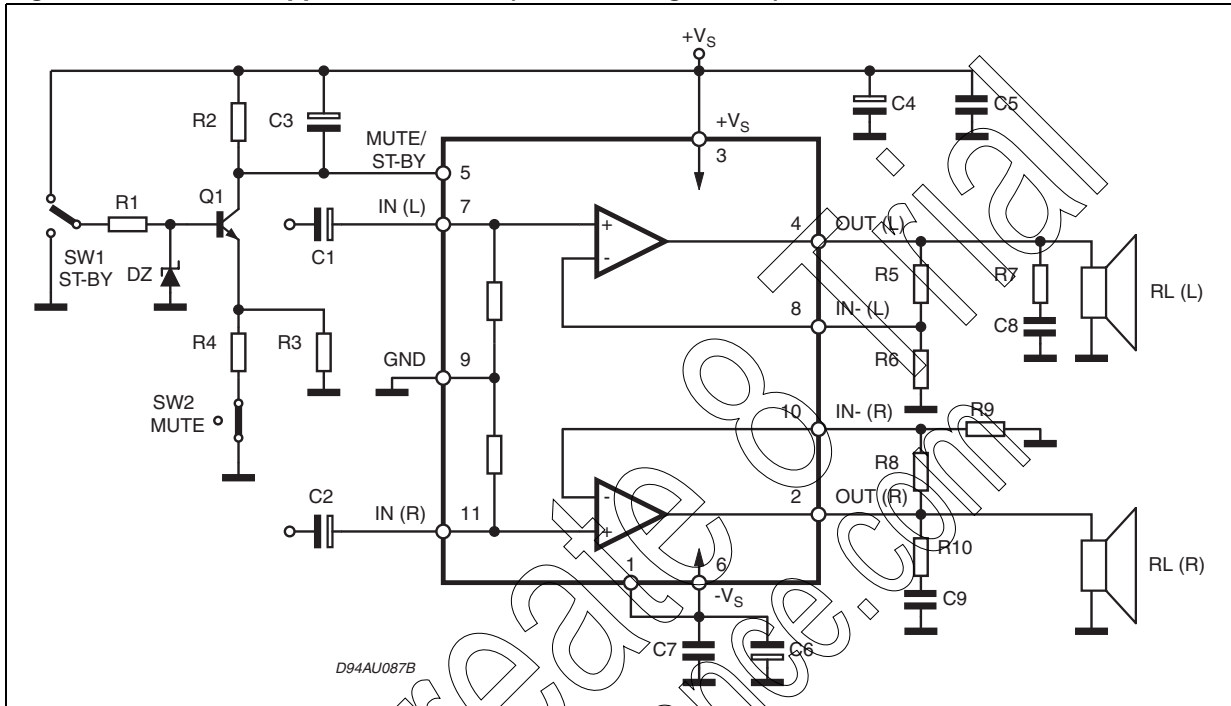 +VS
R2
C3
C4
C5
MUTE/
ST-BY
5
+VS
3
R1
Q1
IN (L)
7
+
-
4
OUT (L)
C1
SW1
ST-BY
DZ
R5
R7
RL (L)
8
IN- (L)
C8
R4
R3
GND
9
R6
SW2
MUTE
10
IN- (R)
R9
R8
C2
IN (R)
11
-
+
2
OUT (R)
R10
RL (R)
1
6
-VS
C9
C7
C6
D94AU087B